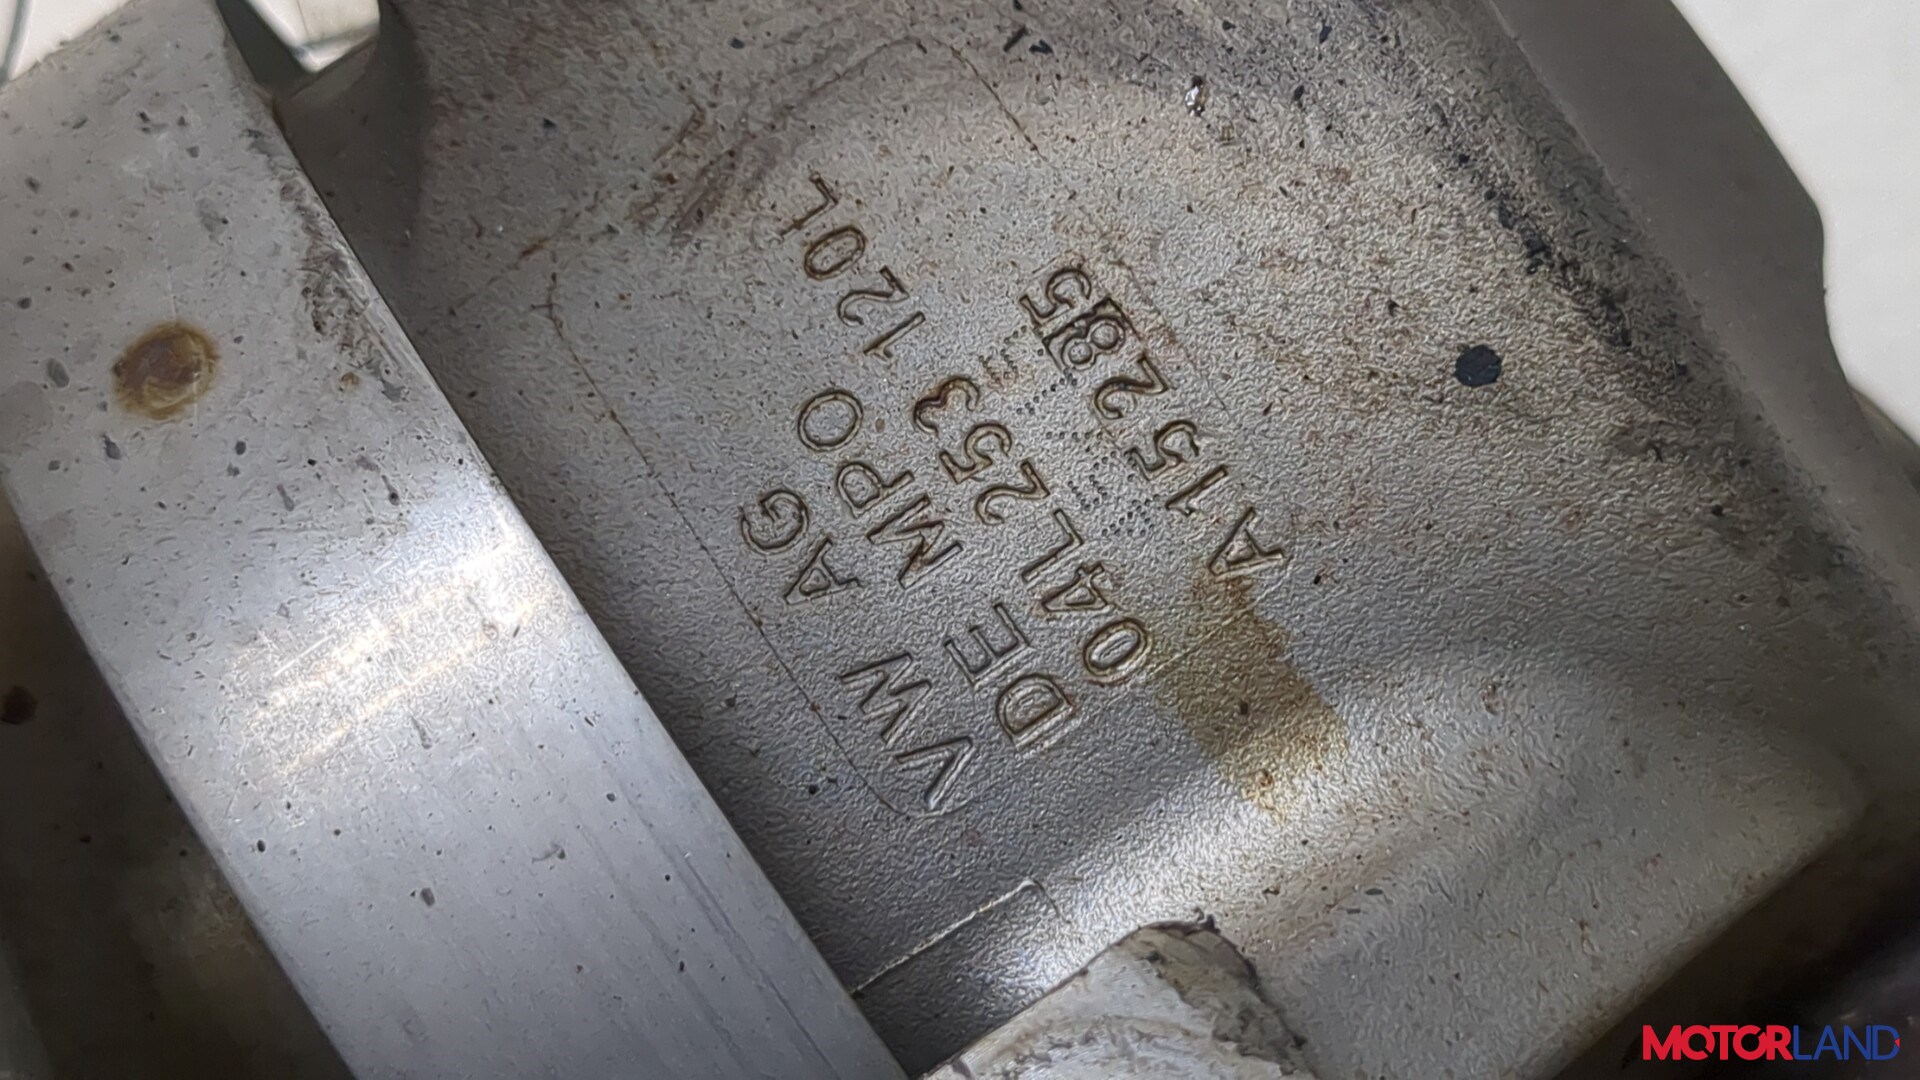 VW AG
DE MPO
04L 253 120L
A15285
MOTORLAND